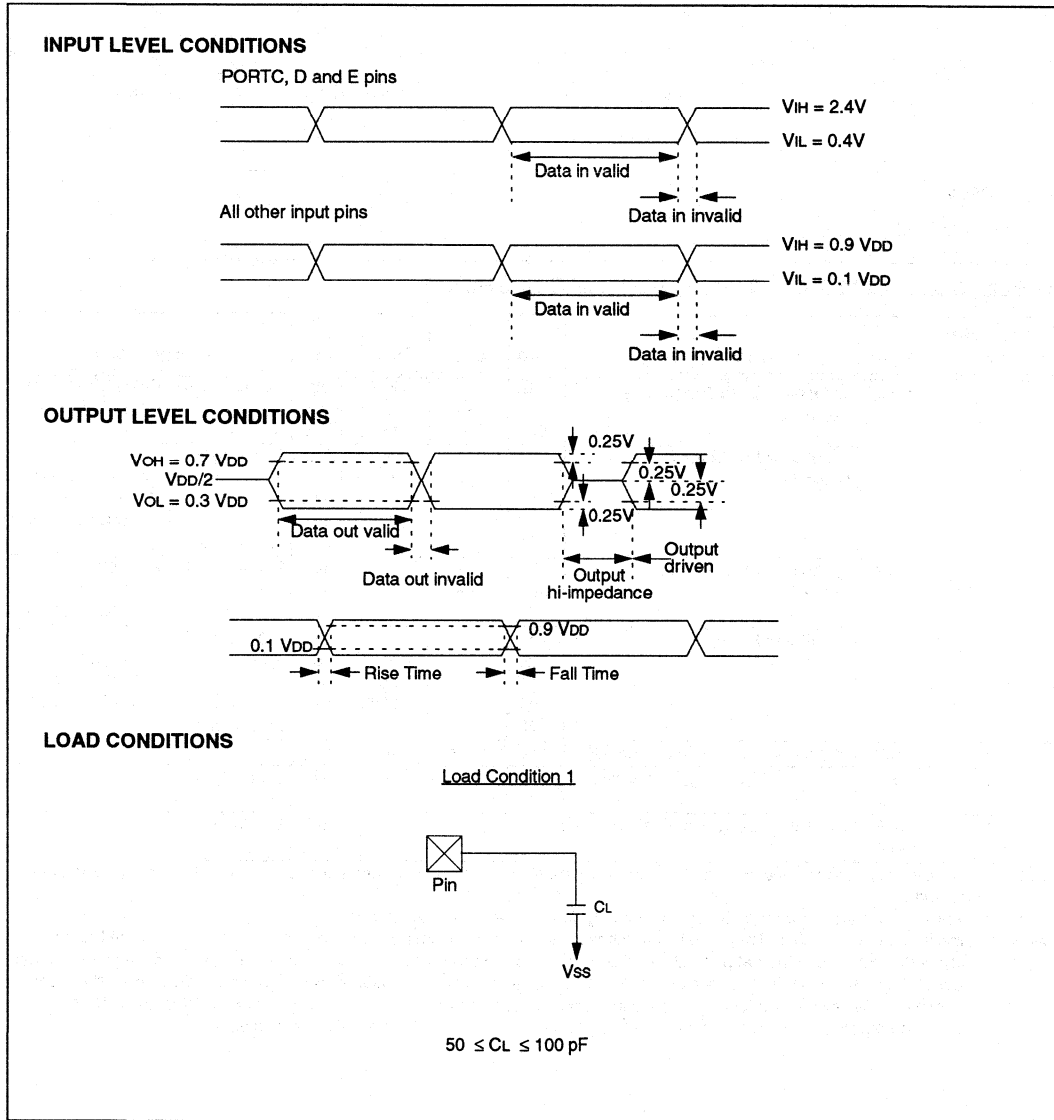 INPUT LEVEL CONDITIONS
PORTC, D and E pins
VIH = 2.4V
VIL = 0.4V
Data in valid
Data in invalid
All other input pins
VIH = 0.9 VDD
VIL = 0.1 VDD
Data in valid
Data in invalid
OUTPUT LEVEL CONDITIONS
0.25V
VOH = 0.7 VDD
VDD/2
0.25V
0.25V
VOL = 0.3 VDD
0.25V
Data out valid
Data out invalid
Output
hi-impedance
Output
driven
0.9 VDD
0.1 VDD
Rise Time
Fall Time
LOAD CONDITIONS
Load Condition 1
Pin
CL
VSS
50 ≤ CL ≤ 100 pF